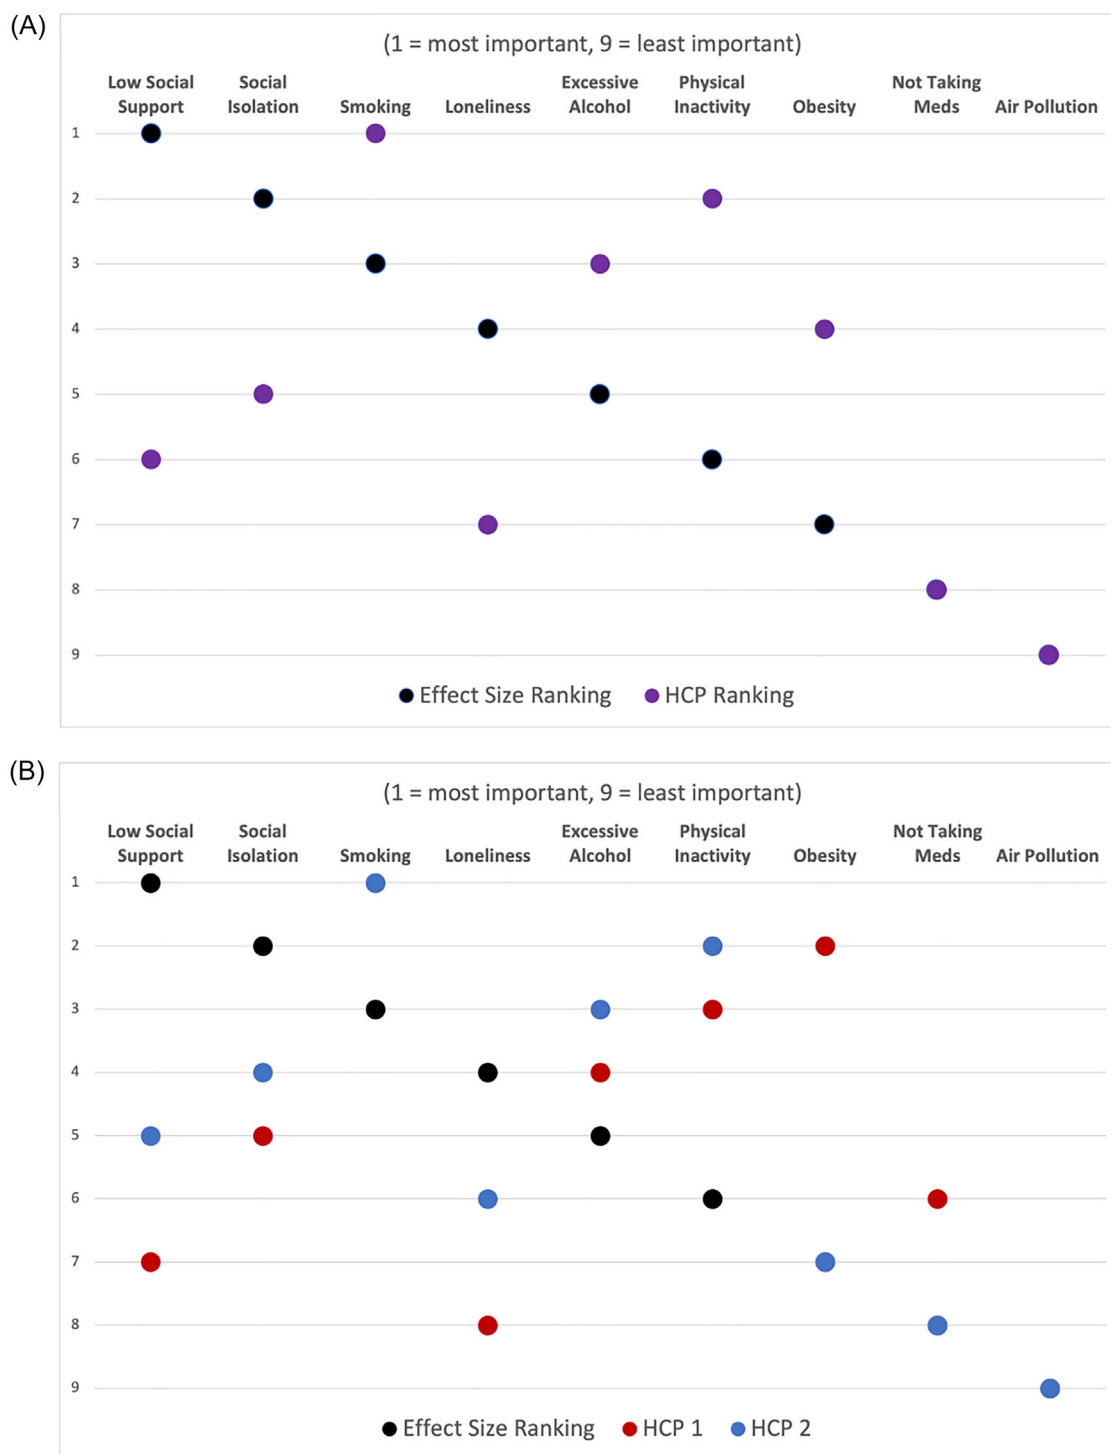 (A)
(1 = most important, 9 = least important)
Low Social Support
Social Isolation
Smoking
Loneliness
Excessive Alcohol
Physical Inactivity
Obesity
Not Taking Meds
Air Pollution
1
2
3
4
5
6
7
8
9
Effect Size Ranking HCP Ranking
(B)
(1 = most important, 9 = least important)
Low Social Support
Social Isolation
Smoking
Loneliness
Excessive Alcohol
Physical Inactivity
Obesity
Not Taking Meds
Air Pollution
1
2
3
4
5
6
7
8
9
Effect Size Ranking HCP 1 HCP 2